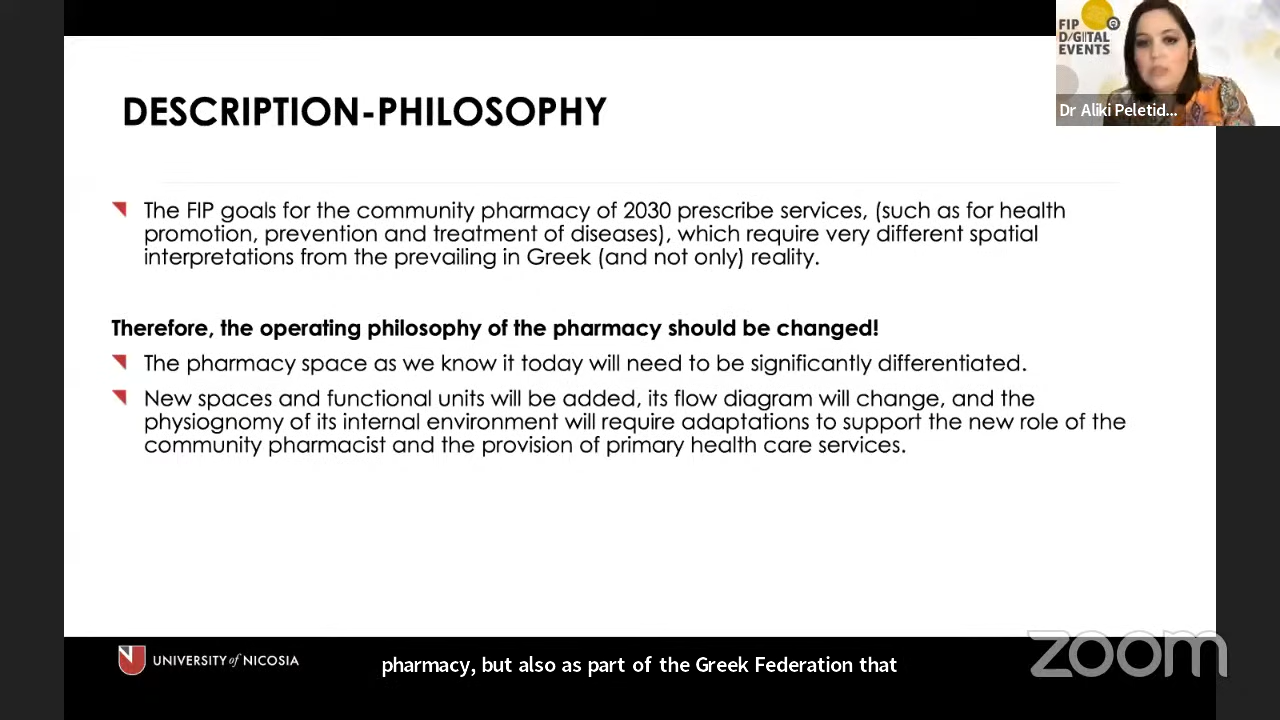 FIP
D/GITAL
EVENTS
Dr Aliki Peletid...
DESCRIPTION-PHILOSOPHY
The FIP goals for the community pharmacy of 2030 prescribe services, (such as for health
promotion, prevention and treatment of diseases), which require very different spatial
interpretations from the prevailing in Greek (and not only) reality.
Therefore, the operating philosophy of the pharmacy should be changed!
The pharmacy space as we know it today will need to be significantly differentiated.
New spaces and functional units will be added, its flow diagram will change, and the
physiognomy of its internal environment will require adaptations to support the new role of the
community pharmacist and the provision of primary health care services.
UNIVERSITY of NICOSIA
pharmacy, but also as part of the Greek Federation that
zoom